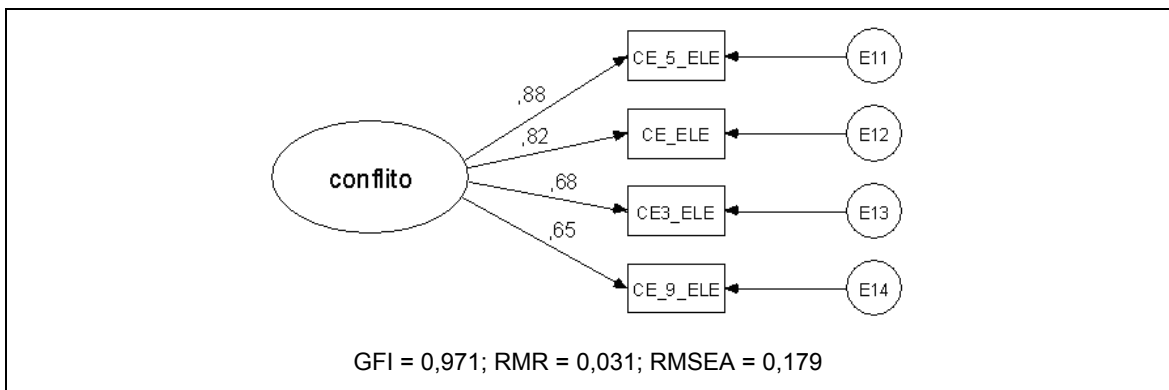 CE_5_ELE
E11
,88
,82
CE_ELE
E12
conflito
,68
CE3_ELE
E13
,65
CE_9_ELE
E14
GFI = 0,971; RMR = 0,031; RMSEA = 0,179